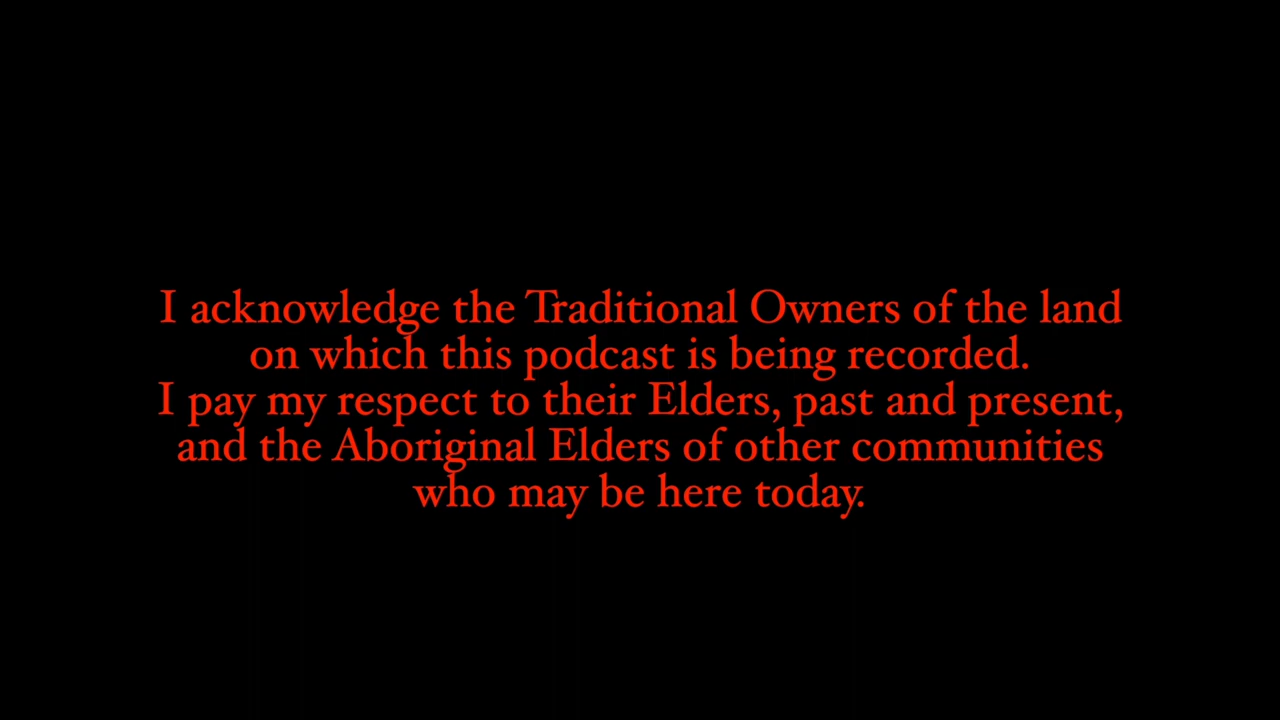 I acknowledge the Traditional Owners of the land
on which this podcast is being recorded.
I pay my respect to their Elders, past and present,
and the Aboriginal Elders of other communities
who may be here today.